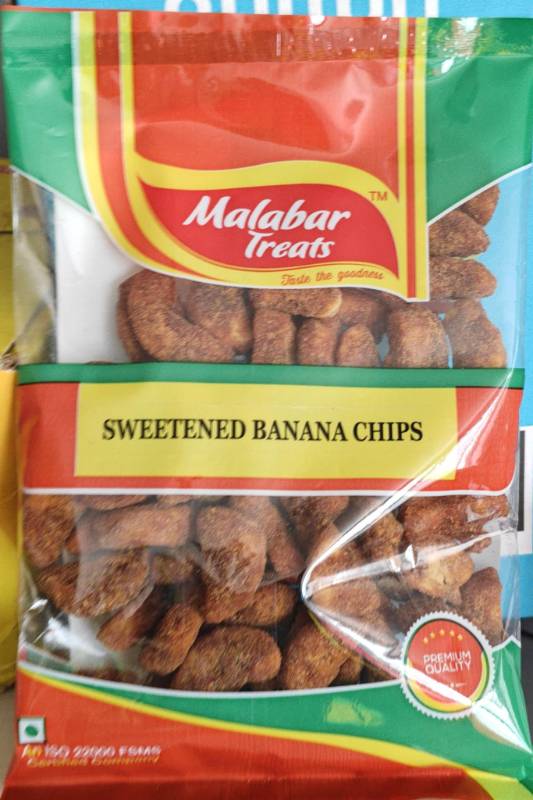 Malabar
Treats
TM
Taste the goodness
SWEETENED BANANA CHIPS
PREMIUM
QUALITY
An ISO 22000 FSMS
Certified Company